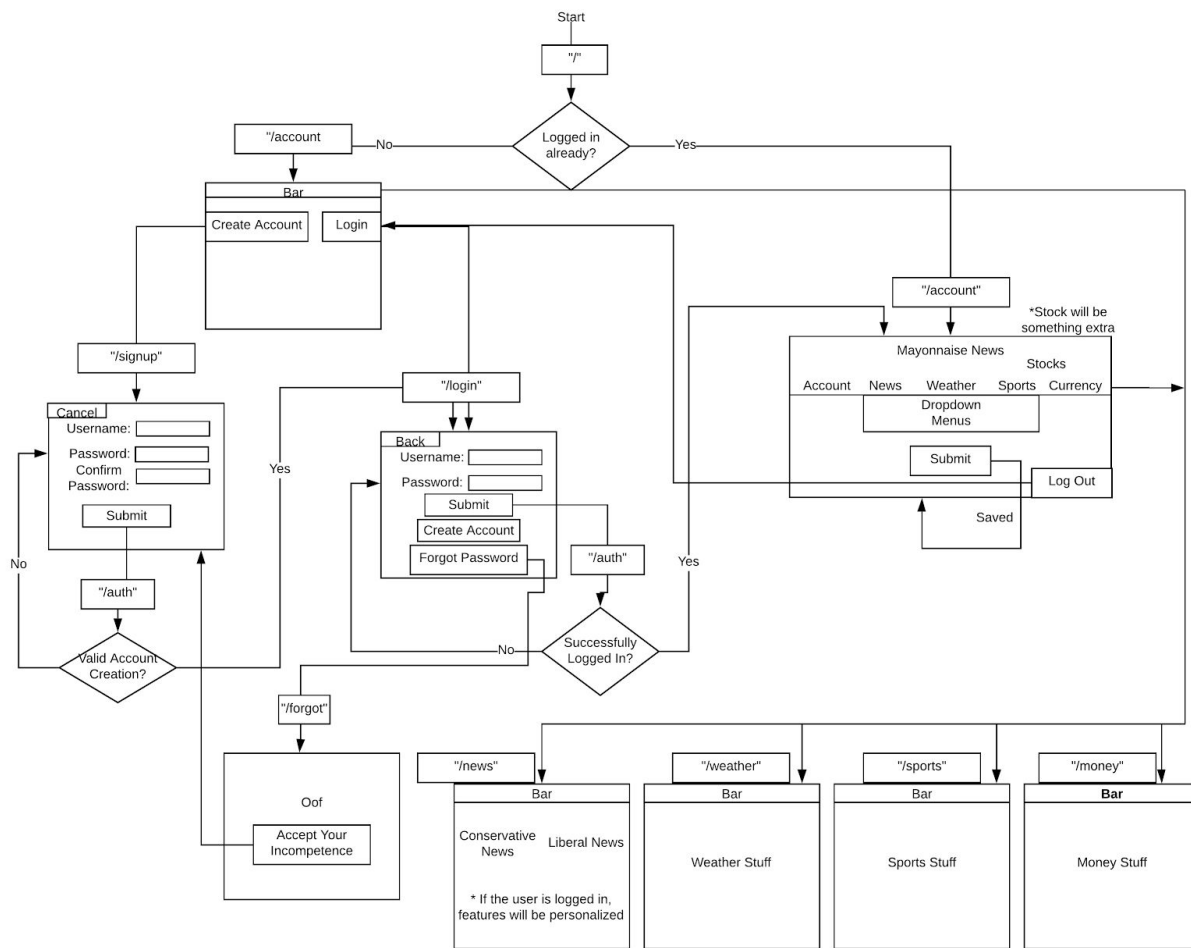 Start
"/"
Logged in
already?
No
Yes
"/account
Bar
Create Account
Login
"/account"
*Stock will be
something extra
"/signup"
Mayonnaise News
Stocks
Account News Weather Sports Currency
Dropdown
Menus
Submit
Log Out
Saved
"/login"
Cancel
Username:
Password:
Confirm
Password:
Submit
Yes
Back
Username:
Password:
Submit
Create Account
Forgot Password
"/auth"
Yes
No
"/auth"
Valid Account
Creation?
No
Successfully
Logged In?
"/forgot"
Oof
Accept Your
Incompetence
"/news"
Bar
Conservative
News
Liberal News
* If the user is logged in,
features will be personalized
"/weather"
Bar
Weather Stuff
"/sports"
Bar
Sports Stuff
"/money"
Bar
Money Stuff